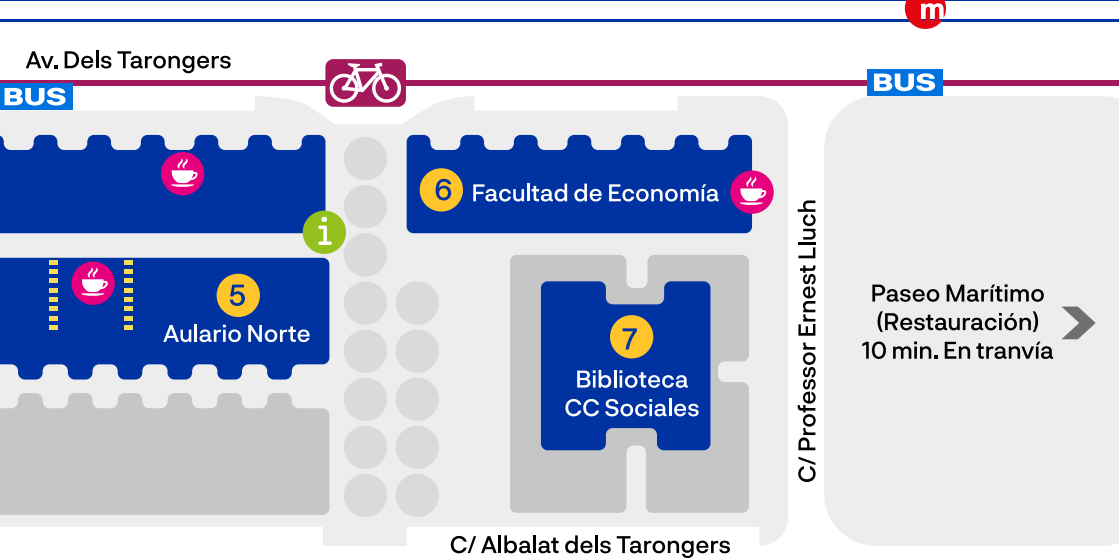 m
Av. Dels Tarongers
BUS
BUS
6 Facultad de Economía
i
5
Aulario Norte
7
Biblioteca
CC Sociales
C/ Professor Ernest Lluch
Paseo Marítimo
(Restauración)
10 min. En tranvía
C/ Albalat dels Tarongers